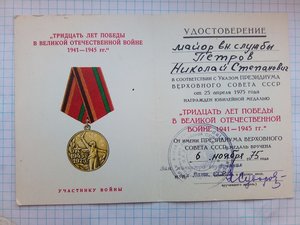 "ТРИДЦАТЬ ЛЕТ ПОБЕДЫ
В ВЕЛИКОЙ ОТЕЧЕСТВЕННОЙ ВОЙНЕ
1941—1945 гг."
УЧАСТНИКУ ВОЙНЫ
УДОСТОВЕРЕНИЕ
майор вн службы
Петров
Николай Степанович
В СООТВЕТСТВИИ С УКАЗОМ ПРЕЗИДИУМА
ВЕРХОВНОГО СОВЕТА СССР
от 25 апреля 1975 года
НАГРАЖДЕН ЮБИЛЕЙНОЙ МЕДАЛЬЮ
"ТРИДЦАТЬ ЛЕТ ПОБЕДЫ
В ВЕЛИКОЙ ОТЕЧЕСТВЕННОЙ
ВОЙНЕ 1941—1945 гг."
ОТ ИМЕНИ ПРЕЗИДИУМА ВЕРХОВНОГО
СОВЕТА СССР МЕДАЛЬ ВРУЧЕНА
6 ноября 75 года